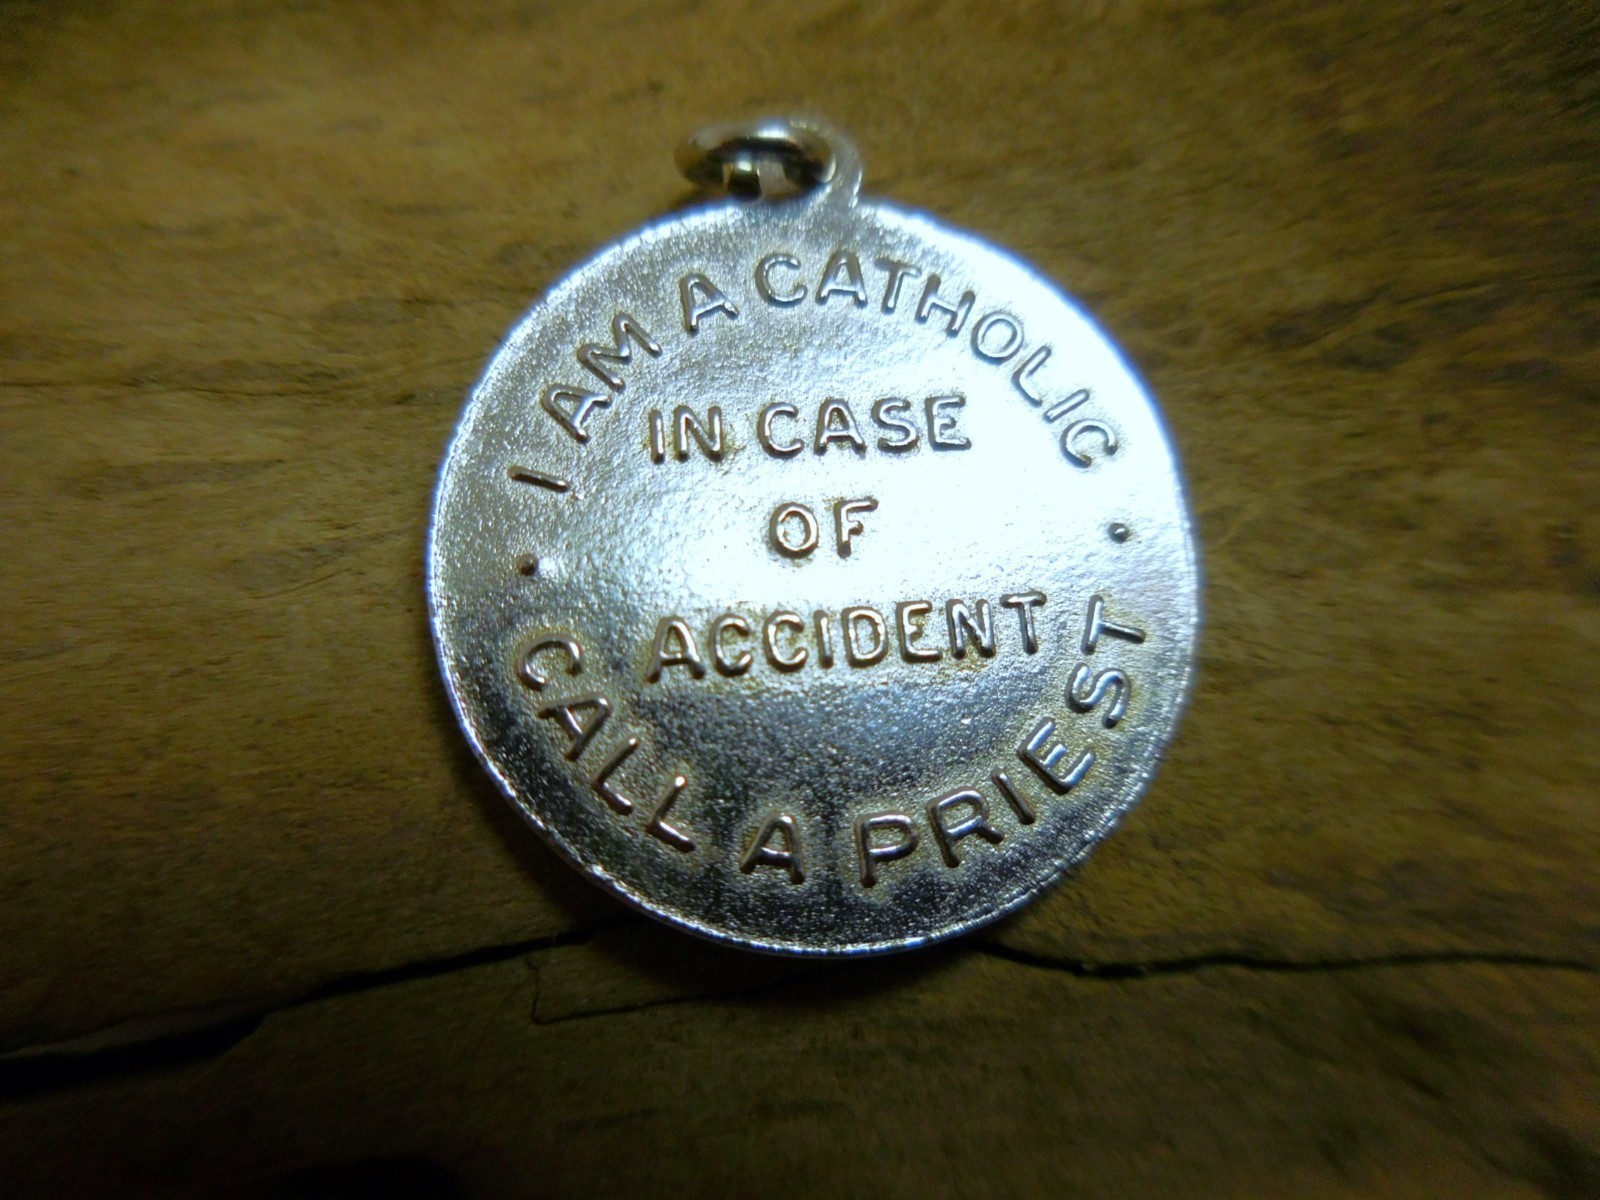 I AM A CATHOLIC
IN CASE
OF
ACCIDENT
CALL A PRIEST